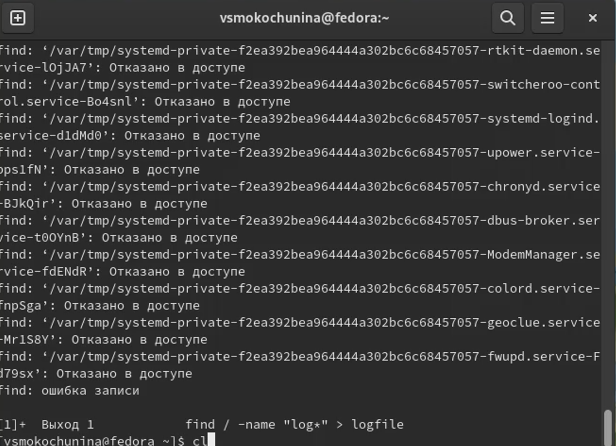 vsmokochunina@fedora:~
find: ‘/var/tmp/systemd-private-f2ea392bea964444a302bc6c68457057-rtkit-daemon.se
rvice-lOjJA7’: Отказано в доступе
find: ‘/var/tmp/systemd-private-f2ea392bea964444a302bc6c68457057-switcheroo-cont
rol.service-Bo4snl’: Отказано в доступе
find: ‘/var/tmp/systemd-private-f2ea392bea964444a302bc6c68457057-systemd-logind.
service-d1dMd0’: Отказано в доступе
find: ‘/var/tmp/systemd-private-f2ea392bea964444a302bc6c68457057-upower.service-
pps1fN’: Отказано в доступе
find: ‘/var/tmp/systemd-private-f2ea392bea964444a302bc6c68457057-chronyd.service
-BJkQir’: Отказано в доступе
find: ‘/var/tmp/systemd-private-f2ea392bea964444a302bc6c68457057-dbus-broker.ser
vice-t0OYnB’: Отказано в доступе
find: ‘/var/tmp/systemd-private-f2ea392bea964444a302bc6c68457057-ModemManager.se
rvice-fdENdR’: Отказано в доступе
find: ‘/var/tmp/systemd-private-f2ea392bea964444a302bc6c68457057-colord.service-
fnpSga’: Отказано в доступе
find: ‘/var/tmp/systemd-private-f2ea392bea964444a302bc6c68457057-geoclue.service
-Mr1S8Y’: Отказано в доступе
find: ‘/var/tmp/systemd-private-f2ea392bea964444a302bc6c68457057-fwupd.service-F
d79sx’: Отказано в доступе
find: ошибка записи
[1]+  Выход 1            find / -name "log*" > logfile
[vsmokochunina@fedora ~]$ cl